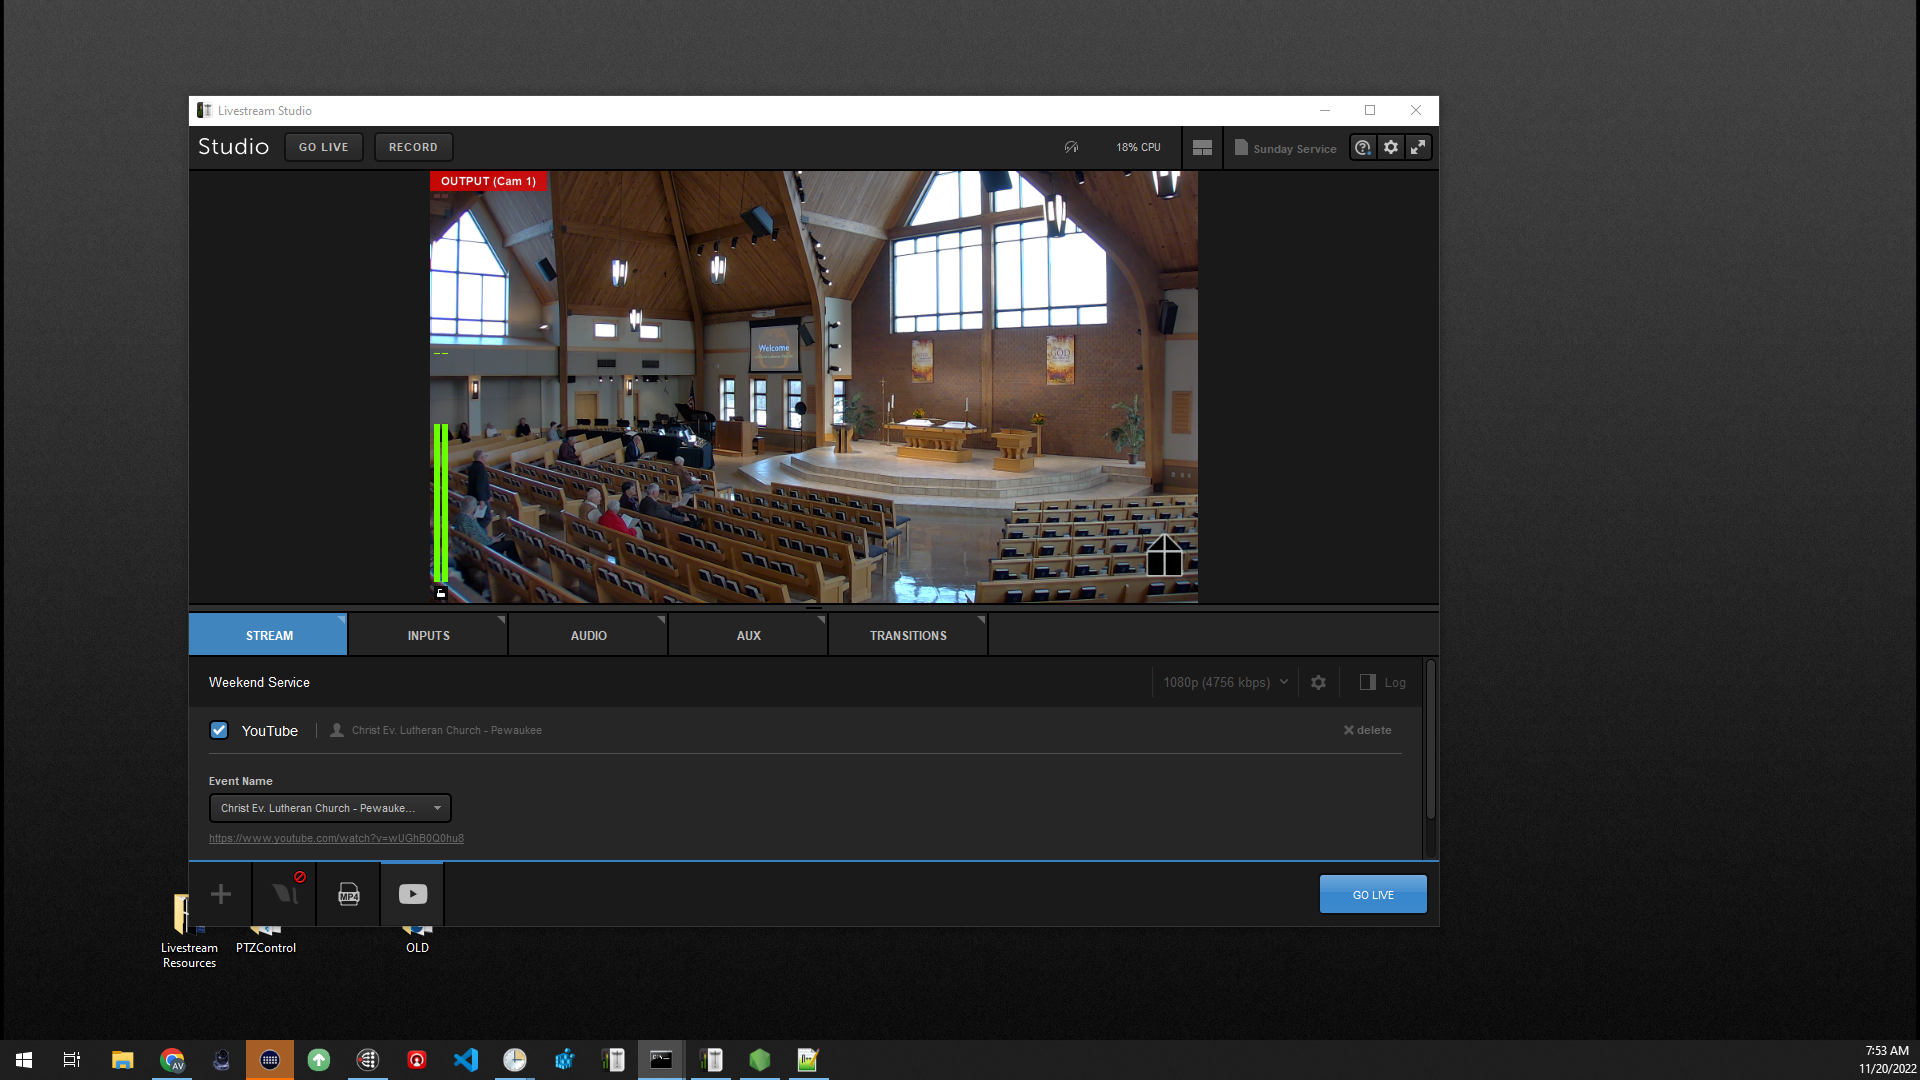 Livestream Studio
Studio
GO LIVE
RECORD
18% CPU
Sunday Service
OUTPUT (Cam 1)
Welcome
GOD
STREAM
INPUTS
AUDIO
AUX
TRANSITIONS
Weekend Service
1080p (4756 kbps)
Log
YouTube
Christ Ev. Lutheran Church - Pewaukee
delete
Event Name
Christ Ev. Lutheran Church - Pewauke...
https://www.youtube.com/watch?v=wUGhB0Q0hu8
MP4
GO LIVE
Livestream
Resources
PTZControl
OLD
AV
7:53 AM
11/20/2022